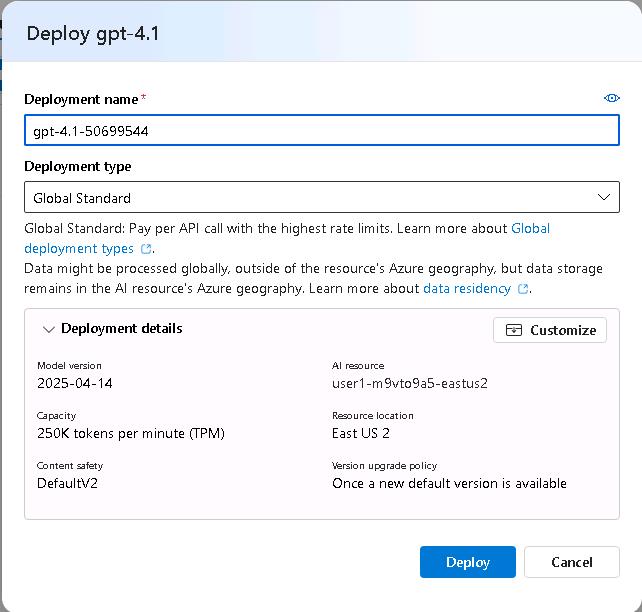 Deploy gpt-4.1
Deployment name*
gpt-4.1-50699544
Deployment type
Global Standard
Global Standard: Pay per API call with the highest rate limits. Learn more about Global
deployment types.
Data might be processed globally, outside of the resource's Azure geography, but data storage
remains in the AI resource's Azure geography. Learn more about data residency.
Deployment details
Customize
Model version
2025-04-14
AI resource
user1-m9vto9a5-eastus2
Capacity
250K tokens per minute (TPM)
Resource location
East US 2
Content safety
DefaultV2
Version upgrade policy
Once a new default version is available
Deploy
Cancel